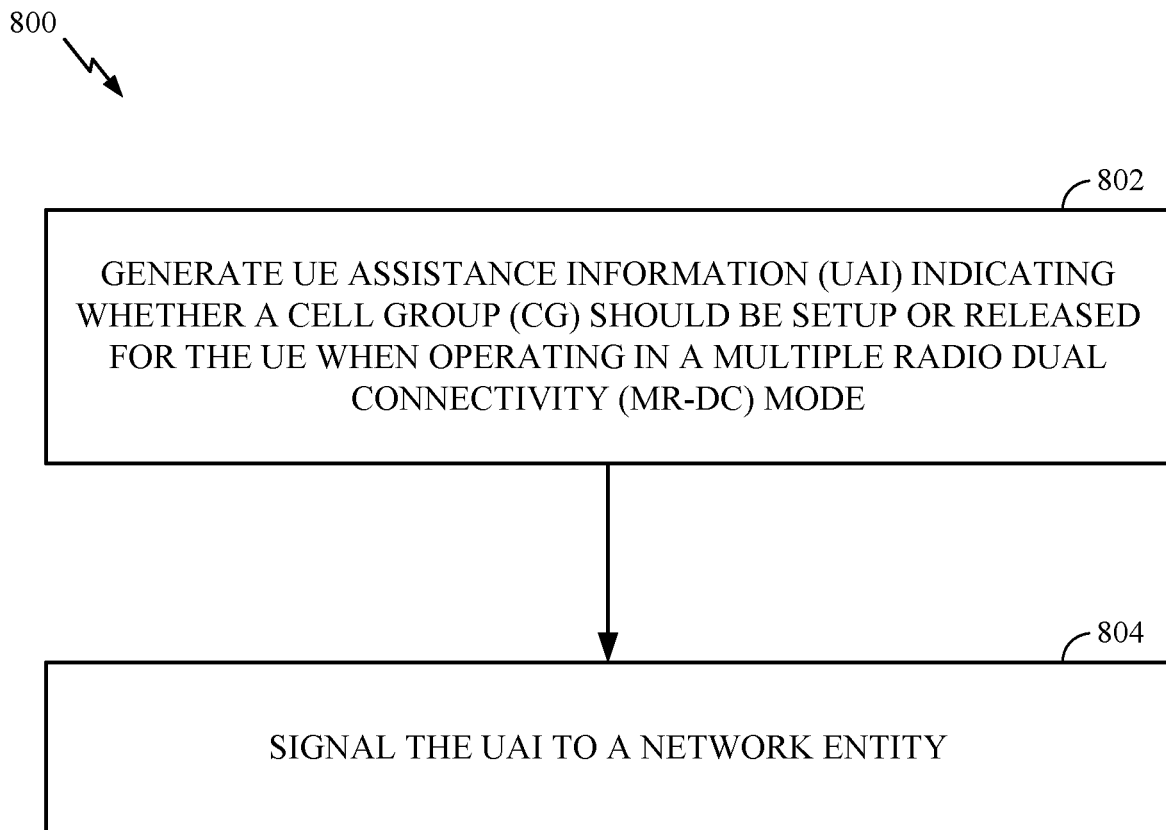 800
802
GENERATE UE ASSISTANCE INFORMATION (UAI) INDICATING
WHETHER A CELL GROUP (CG) SHOULD BE SETUP OR RELEASED
FOR THE UE WHEN OPERATING IN A MULTIPLE RADIO DUAL
CONNECTIVITY (MR-DC) MODE
804
SIGNAL THE UAI TO A NETWORK ENTITY